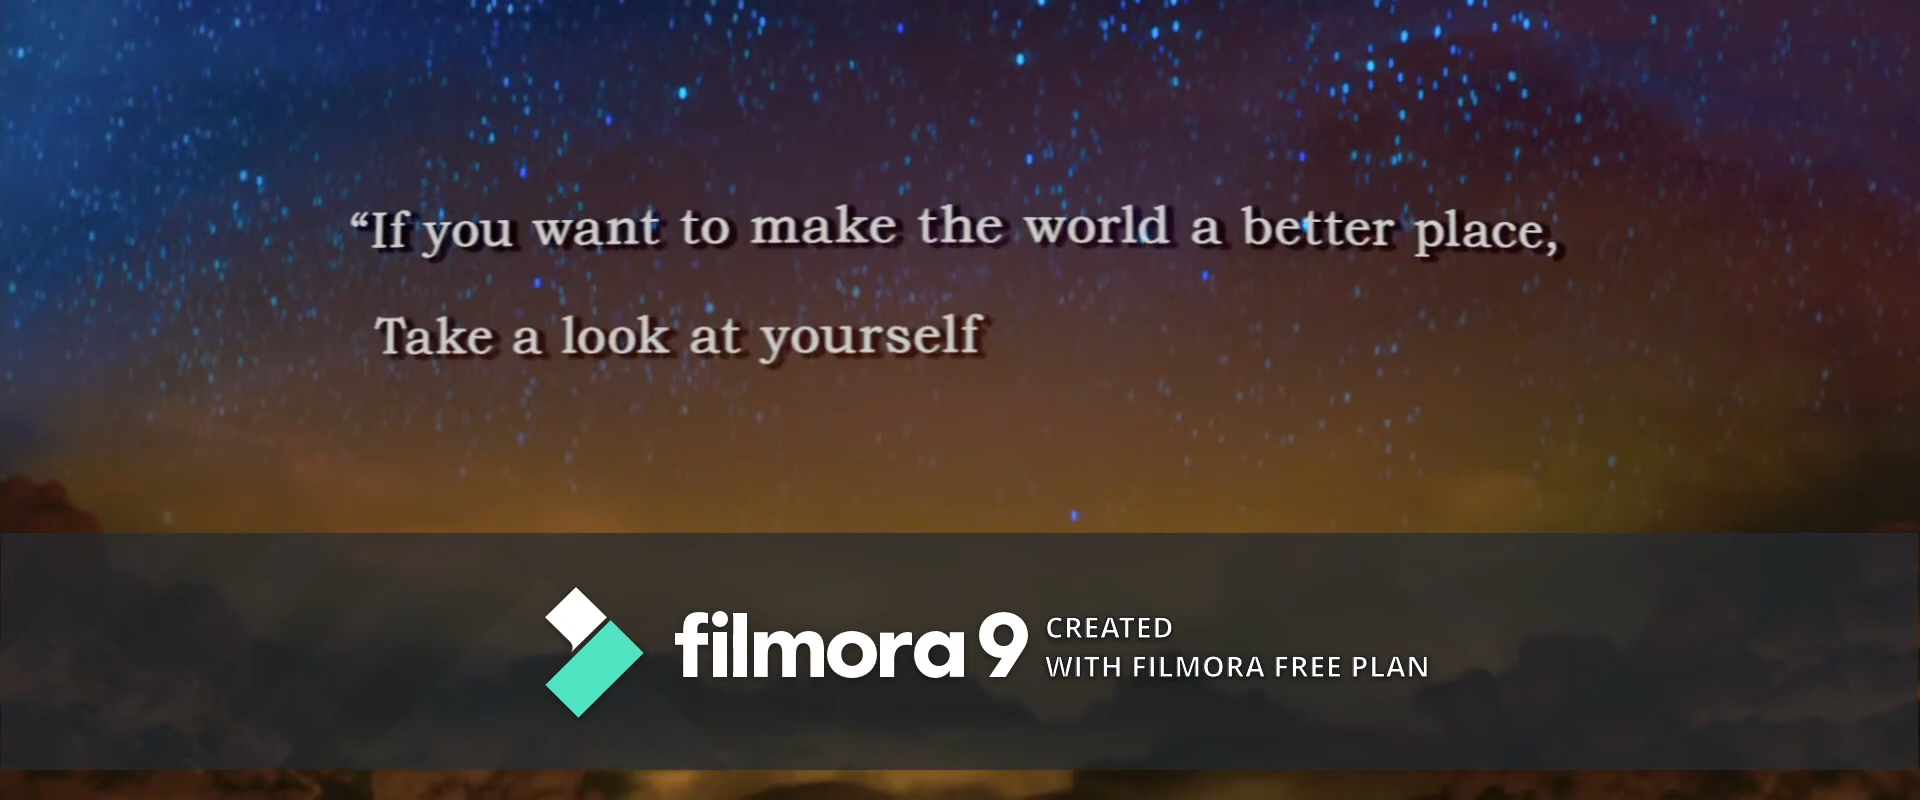 “If you want to make the world a better place,
Take a look at yourself
filmora 9 CREATED
WITH FILMORA FREE PLAN